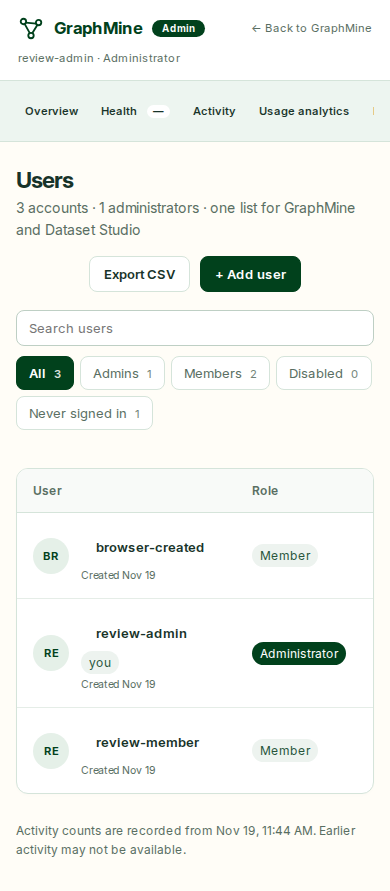 GraphMine Admin ← Back to GraphMine
review-admin · Administrator
Overview Health — Activity Usage analytics
Users
3 accounts · 1 administrators · one list for GraphMine
and Dataset Studio
Export CSV + Add user
Search users
All 3 Admins 1 Members 2 Disabled 0
Never signed in 1
User Role
BR browser-created Member
Created Nov 19
RE review-admin Administrator
you
Created Nov 19
RE review-member Member
Created Nov 19
Activity counts are recorded from Nov 19, 11:44 AM. Earlier
activity may not be available.